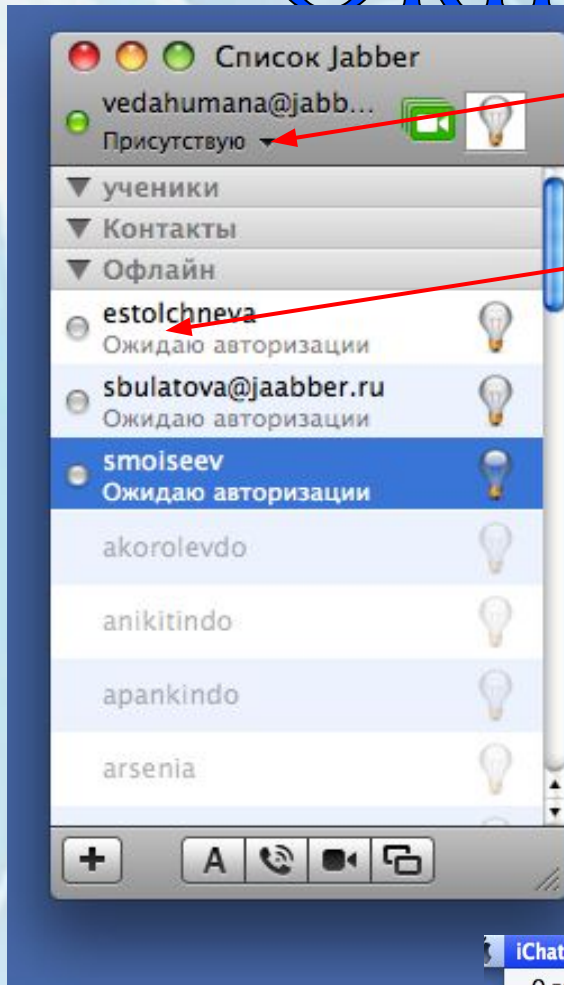 Список Jabber
vedahumana@jabb...
Присутствую
ученики
Контакты
Офлайн
estolchneva
Ожидаю авторизации
sbulatova@jaabber.ru
Ожидаю авторизации
smoiseev
Ожидаю авторизации
akorolevdo
anikitindo
apankindo
arsenia
A
iChat